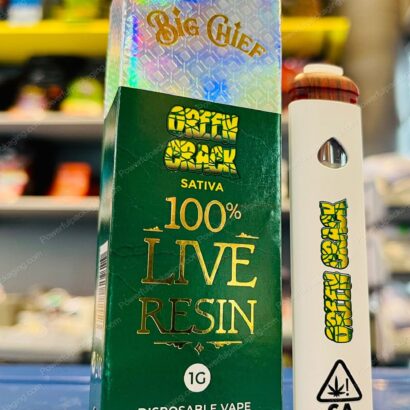 BIG CHIEF
GREEN
CRACK
SATIVA
100%
LIVE
RESIN
1G
DISPOSABLE VAPE
GREEN CRACK
CA